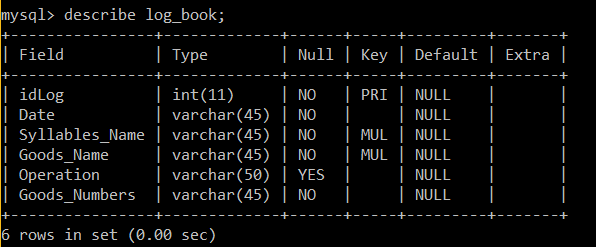 mysql> describe log_book;
+----------------+-------------+------+-----+---------+-------+
| Field          | Type        | Null | Key | Default | Extra |
+----------------+-------------+------+-----+---------+-------+
| idLog          | int(11)     | NO   | PRI | NULL    |       |
| Date           | varchar(45) | NO   |     | NULL    |       |
| Syllables_Name | varchar(45) | NO   | MUL | NULL    |       |
| Goods_Name     | varchar(45) | NO   | MUL | NULL    |       |
| Operation      | varchar(50) | YES  |     | NULL    |       |
| Goods_Numbers  | varchar(45) | NO   |     | NULL    |       |
+----------------+-------------+------+-----+---------+-------+
6 rows in set (0.00 sec)